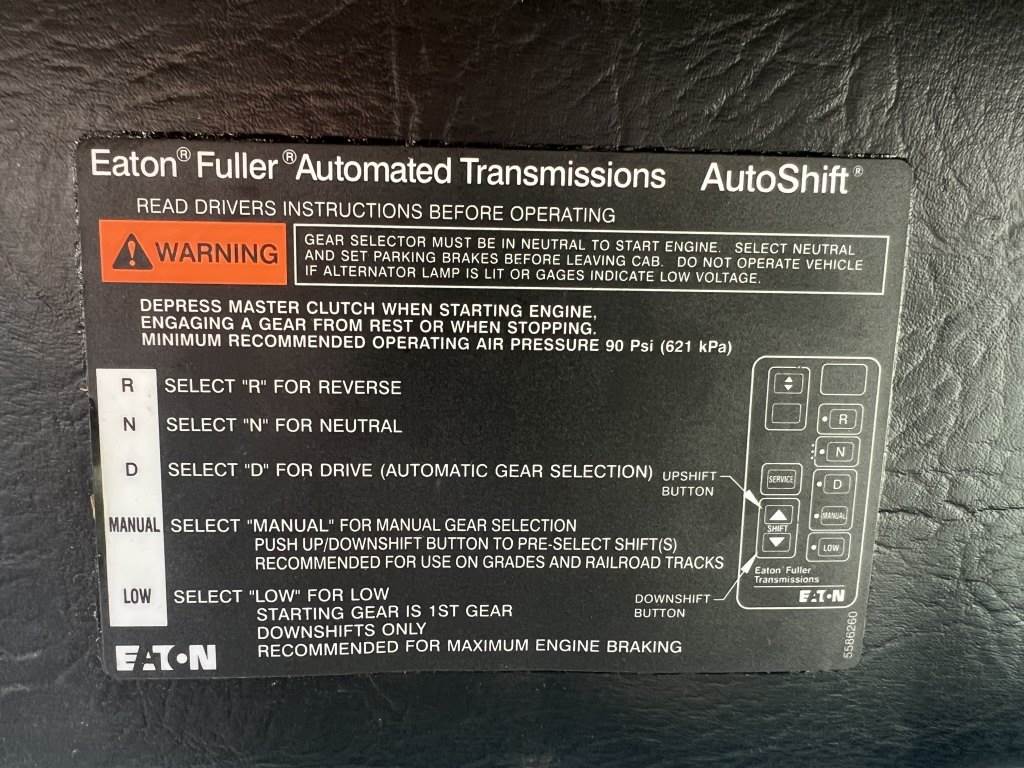 Eaton® Fuller® Automated Transmissions AutoShift®
READ DRIVERS INSTRUCTIONS BEFORE OPERATING
WARNING
GEAR SELECTOR MUST BE IN NEUTRAL TO START ENGINE. SELECT NEUTRAL
AND SET PARKING BRAKES BEFORE LEAVING CAB. DO NOT OPERATE VEHICLE
IF ALTERNATOR LAMP IS LIT OR GAGES INDICATE LOW VOLTAGE.
DEPRESS MASTER CLUTCH WHEN STARTING ENGINE,
ENGAGING A GEAR FROM REST OR WHEN STOPPING.
MINIMUM RECOMMENDED OPERATING AIR PRESSURE 90 Psi (621 kPa)
R SELECT "R" FOR REVERSE
N SELECT "N" FOR NEUTRAL
D SELECT "D" FOR DRIVE (AUTOMATIC GEAR SELECTION)
MANUAL SELECT "MANUAL" FOR MANUAL GEAR SELECTION
PUSH UP/DOWNSHIFT BUTTON TO PRE-SELECT SHIFT(S)
RECOMMENDED FOR USE ON GRADES AND RAILROAD TRACKS
LOW SELECT "LOW" FOR LOW
STARTING GEAR IS 1ST GEAR
DOWNSHIFTS ONLY
RECOMMENDED FOR MAXIMUM ENGINE BRAKING
EATON
UPSHIFT
BUTTON
DOWNSHIFT
BUTTON
R
N
SERVICE
D
MANUAL
SHIFT
LOW
Eaton® Fuller
Transmissions
EATON
5586260